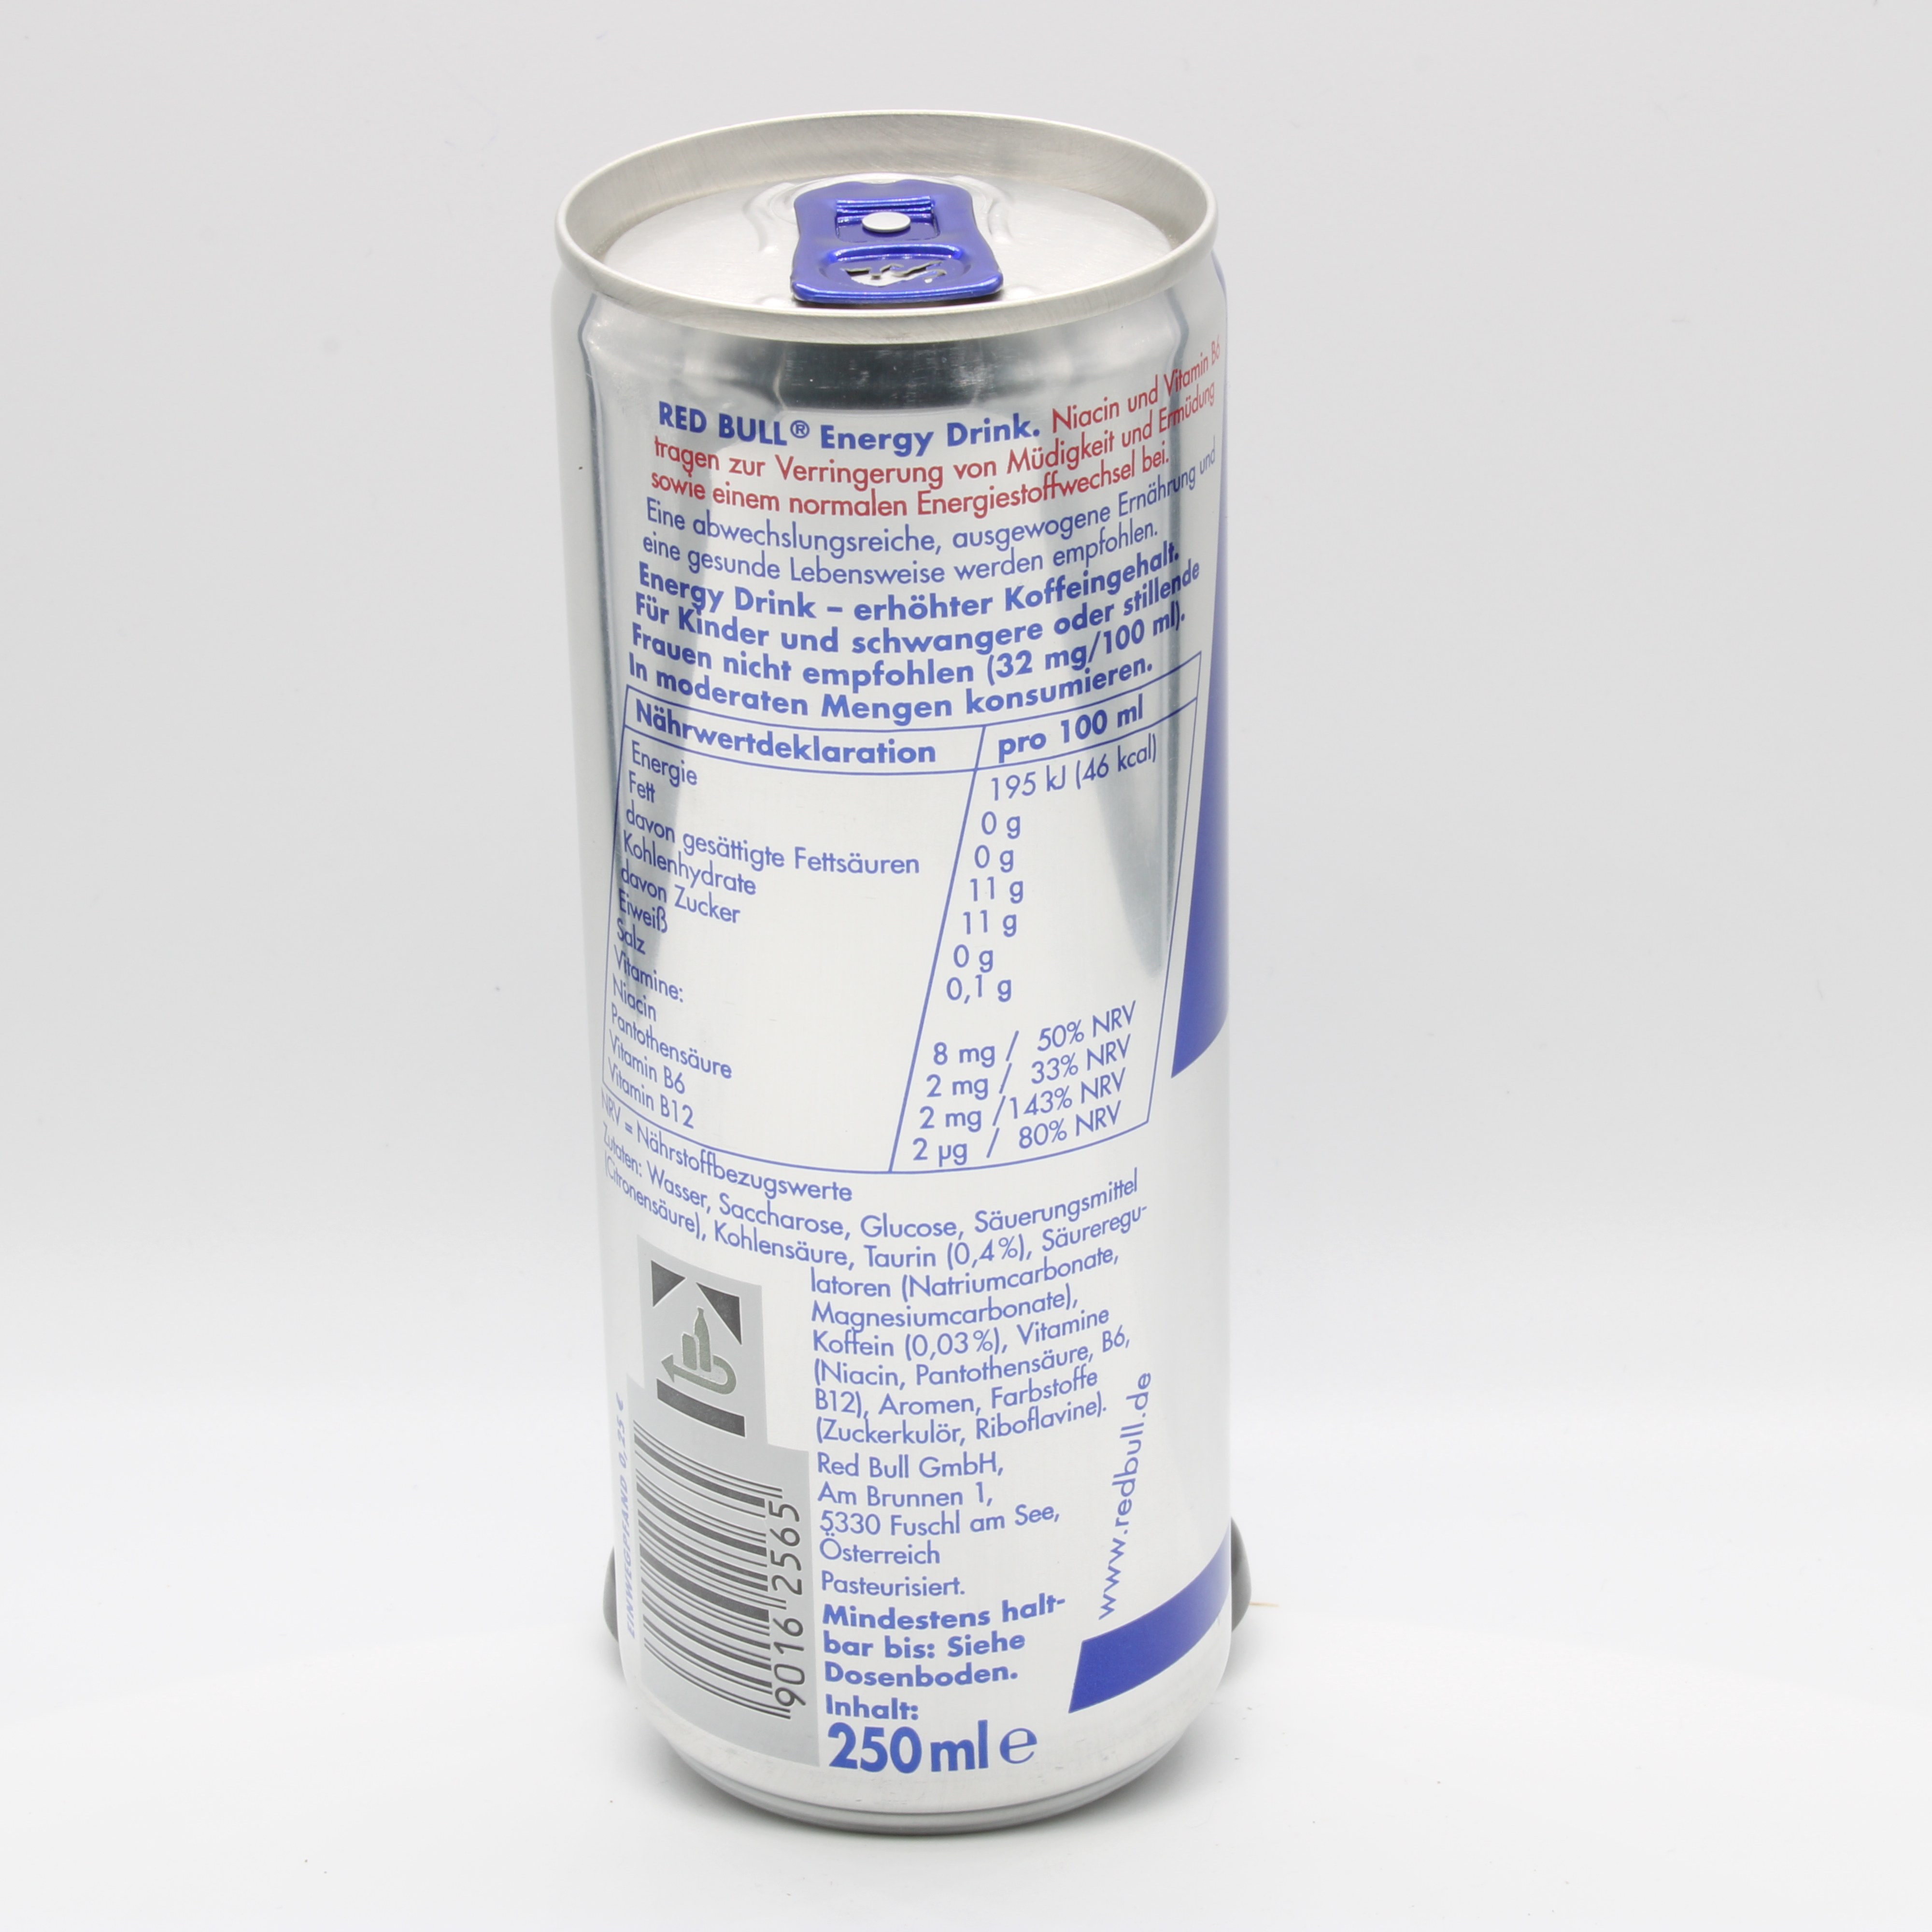 RED BULL® Energy Drink. Niacin und Vitamin B6
tragen zur Verringerung von Müdigkeit und Ermüdung
sowie einem normalen Energiestoffwechsel bei.
Eine abwechslungsreiche, ausgewogene Ernährung und
eine gesunde Lebensweise werden empfohlen.
Energy Drink – erhöhter Koffeingehalt.
Für Kinder und schwangere oder stillende
Frauen nicht empfohlen (32 mg/100 ml).
In moderaten Mengen konsumieren.
Nährwertdeklaration pro 100 ml
Energie 195 kJ (46 kcal)
Fett 0 g
davon gesättigte Fettsäuren 0 g
Kohlenhydrate 11 g
davon Zucker 11 g
Eiweiß 0 g
Salz 0,1 g
Vitamine:
Niacin 8 mg / 50% NRV
Pantothensäure 2 mg / 33% NRV
Vitamin B6 2 mg / 143% NRV
Vitamin B12 2 µg / 80% NRV
NRV = Nährstoffbezugswerte
Zutaten: Wasser, Saccharose, Glucose, Säuerungsmittel
(Citronensäure), Kohlensäure, Taurin (0,4%), Säureregu-
latoren (Natriumcarbonate,
Magnesiumcarbonate),
Koffein (0,03%), Vitamine
(Niacin, Pantothensäure, B6,
B12), Aromen, Farbstoffe
(Zuckerkulör, Riboflavine).
Red Bull GmbH,
Am Brunnen 1,
5330 Fuschl am See,
Österreich
Pasteurisiert.
Mindestens halt-
bar bis: Siehe
Dosenboden.
Inhalt:
250 ml e
www.redbull.de
EINWEGPFAND 0,25 €
90162565